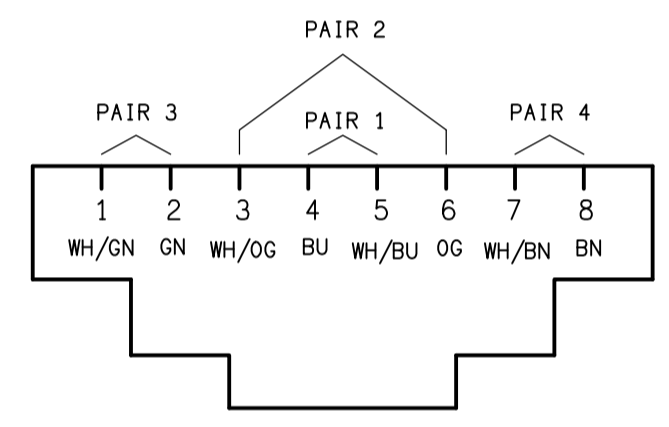 PAIR 2
PAIR 3 PAIR 1 PAIR 4
1 2 3 4 5 6 7 8
WH/GN GN WH/OG BU WH/BU OG WH/BN BN